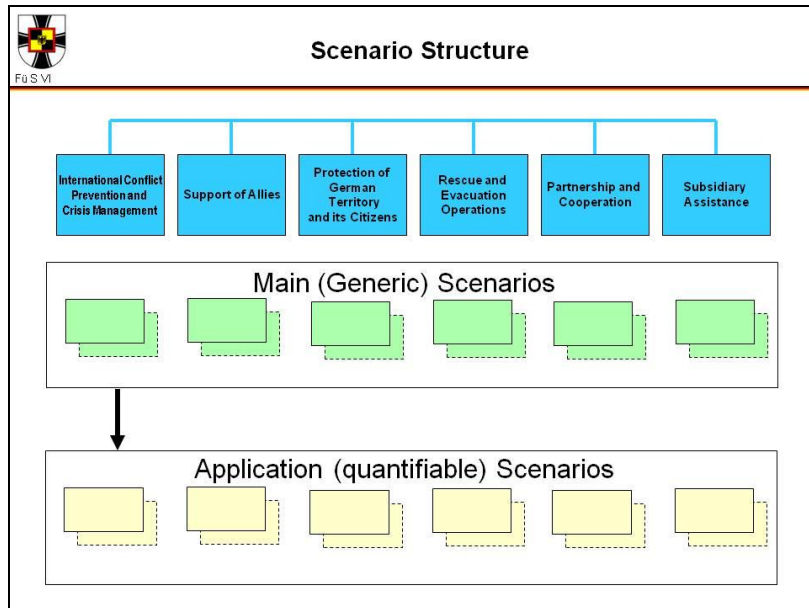 Scenario Structure
Fü S VI
International Conflict
Prevention and
Crisis Management
Support of Allies
Protection of
German
Territory
and its Citizens
Rescue and
Evacuation
Operations
Partnership and
Cooperation
Subsidiary
Assistance
Main (Generic) Scenarios
Application (quantifiable) Scenarios